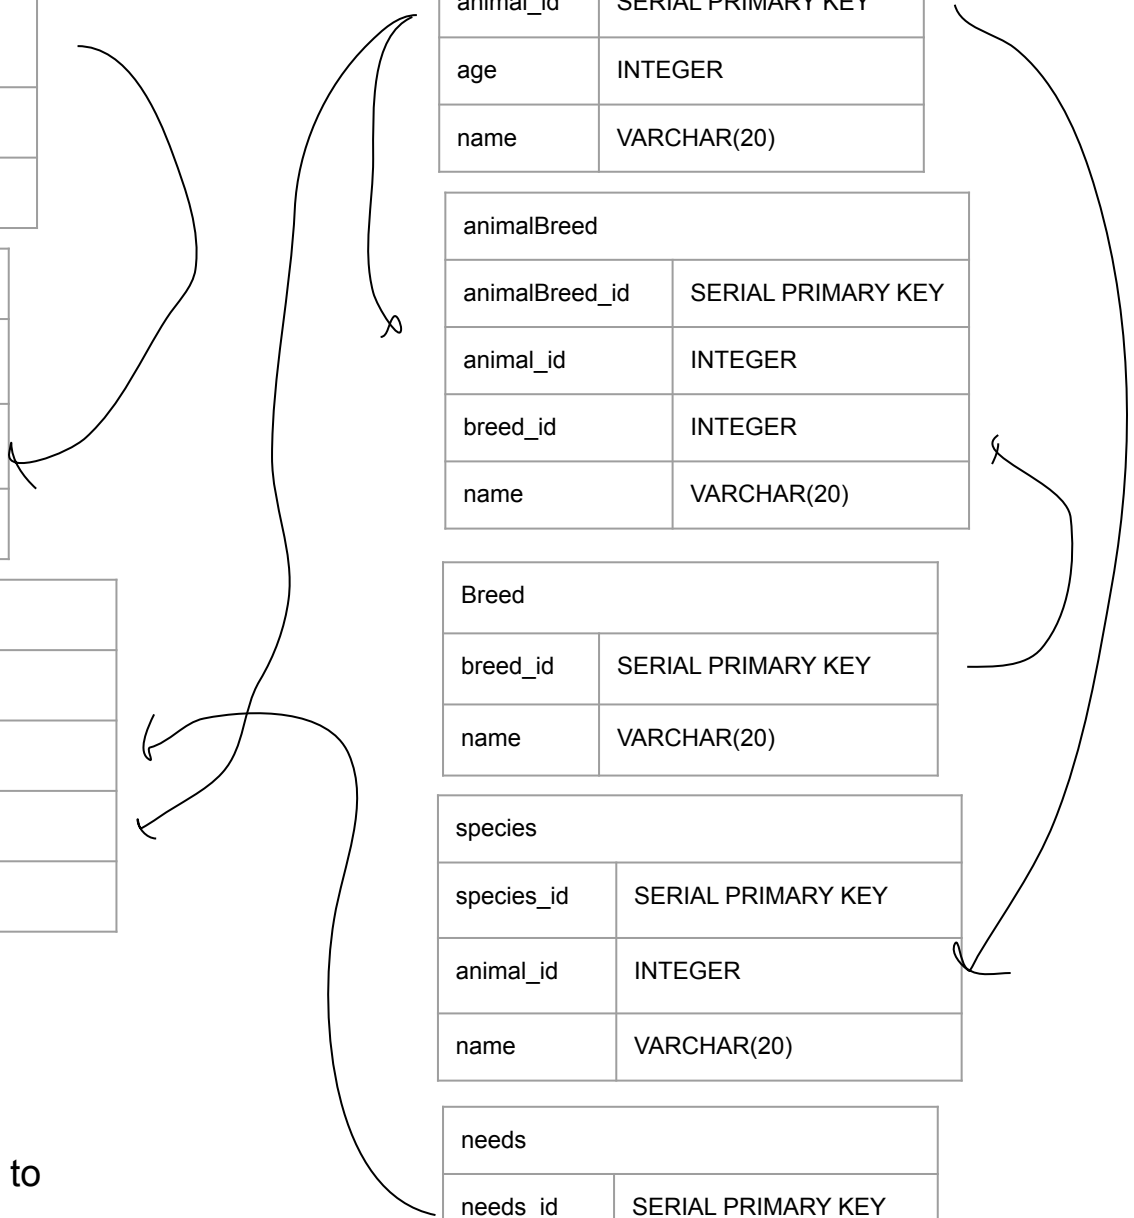 animal_id SERIAL PRIMARY KEY
age INTEGER
name VARCHAR(20)
animalBreed
animalBreed_id SERIAL PRIMARY KEY
animal_id INTEGER
breed_id INTEGER
name VARCHAR(20)
Breed
breed_id SERIAL PRIMARY KEY
name VARCHAR(20)
species
species_id SERIAL PRIMARY KEY
animal_id INTEGER
name VARCHAR(20)
needs
to
needs_id SERIAL PRIMARY KEY